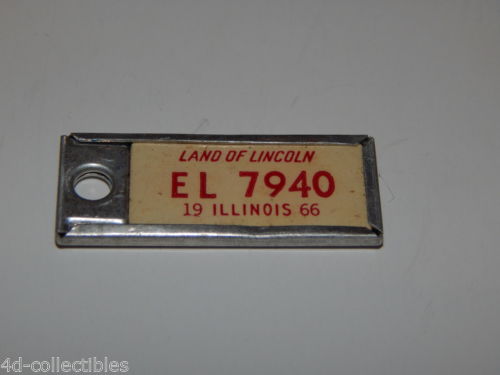 LAND OF LINCOLN
EL 7940
19 ILLINOIS 66
4d-collectibles